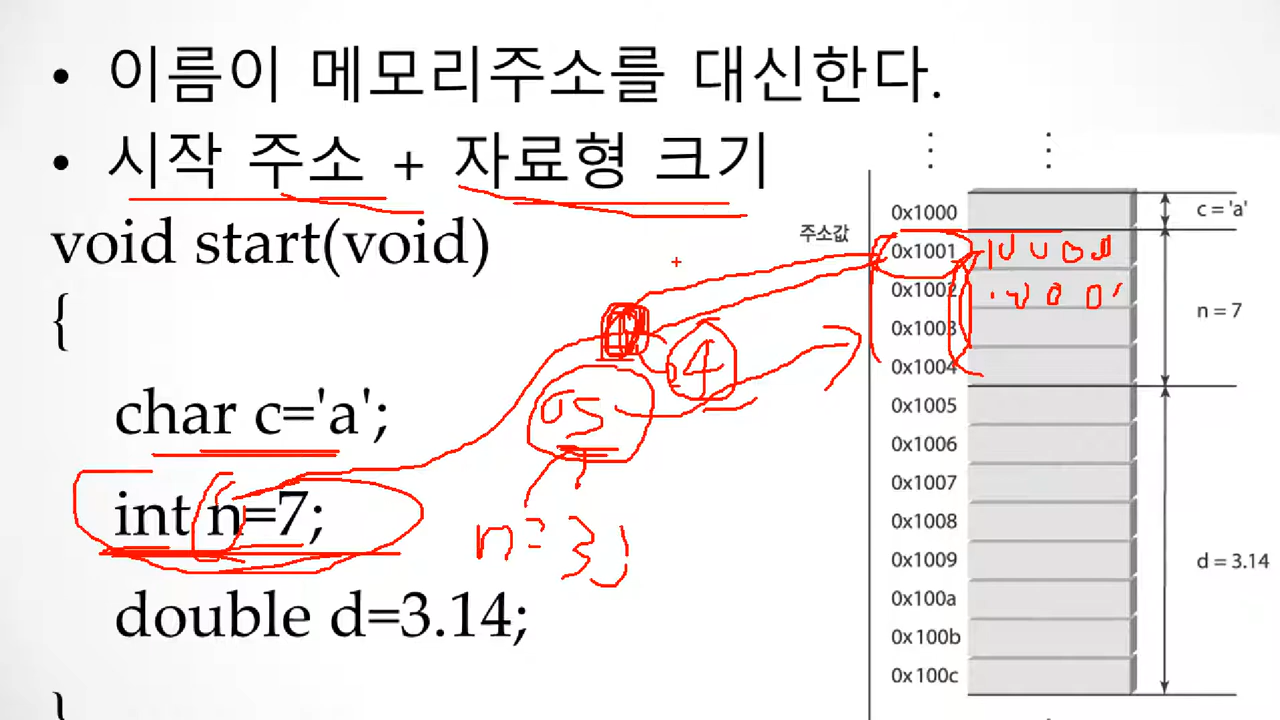 • 이름이 메모리주소를 대신한다.
• 시작 주소 + 자료형 크기
void start(void)
{
char c='a';
int n=7;
double d=3.14;
}
n=3;
4
주소값
0x1000
0x1001
0x1002
0x1003
0x1004
0x1005
0x1006
0x1007
0x1008
0x1009
0x100a
0x100b
0x100c
c = 'a'
n = 7
d = 3.14